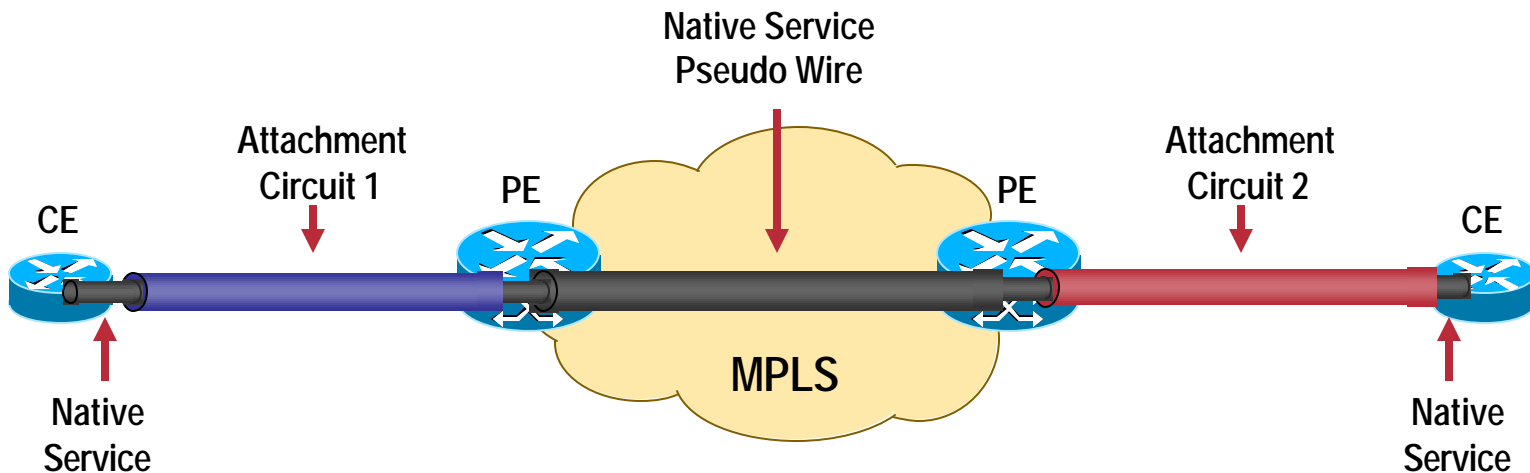 Native Service
Pseudo Wire
Attachment
Circuit 1
Attachment
Circuit 2
CE
PE
PE
CE
MPLS
Native
Service
Native
Service